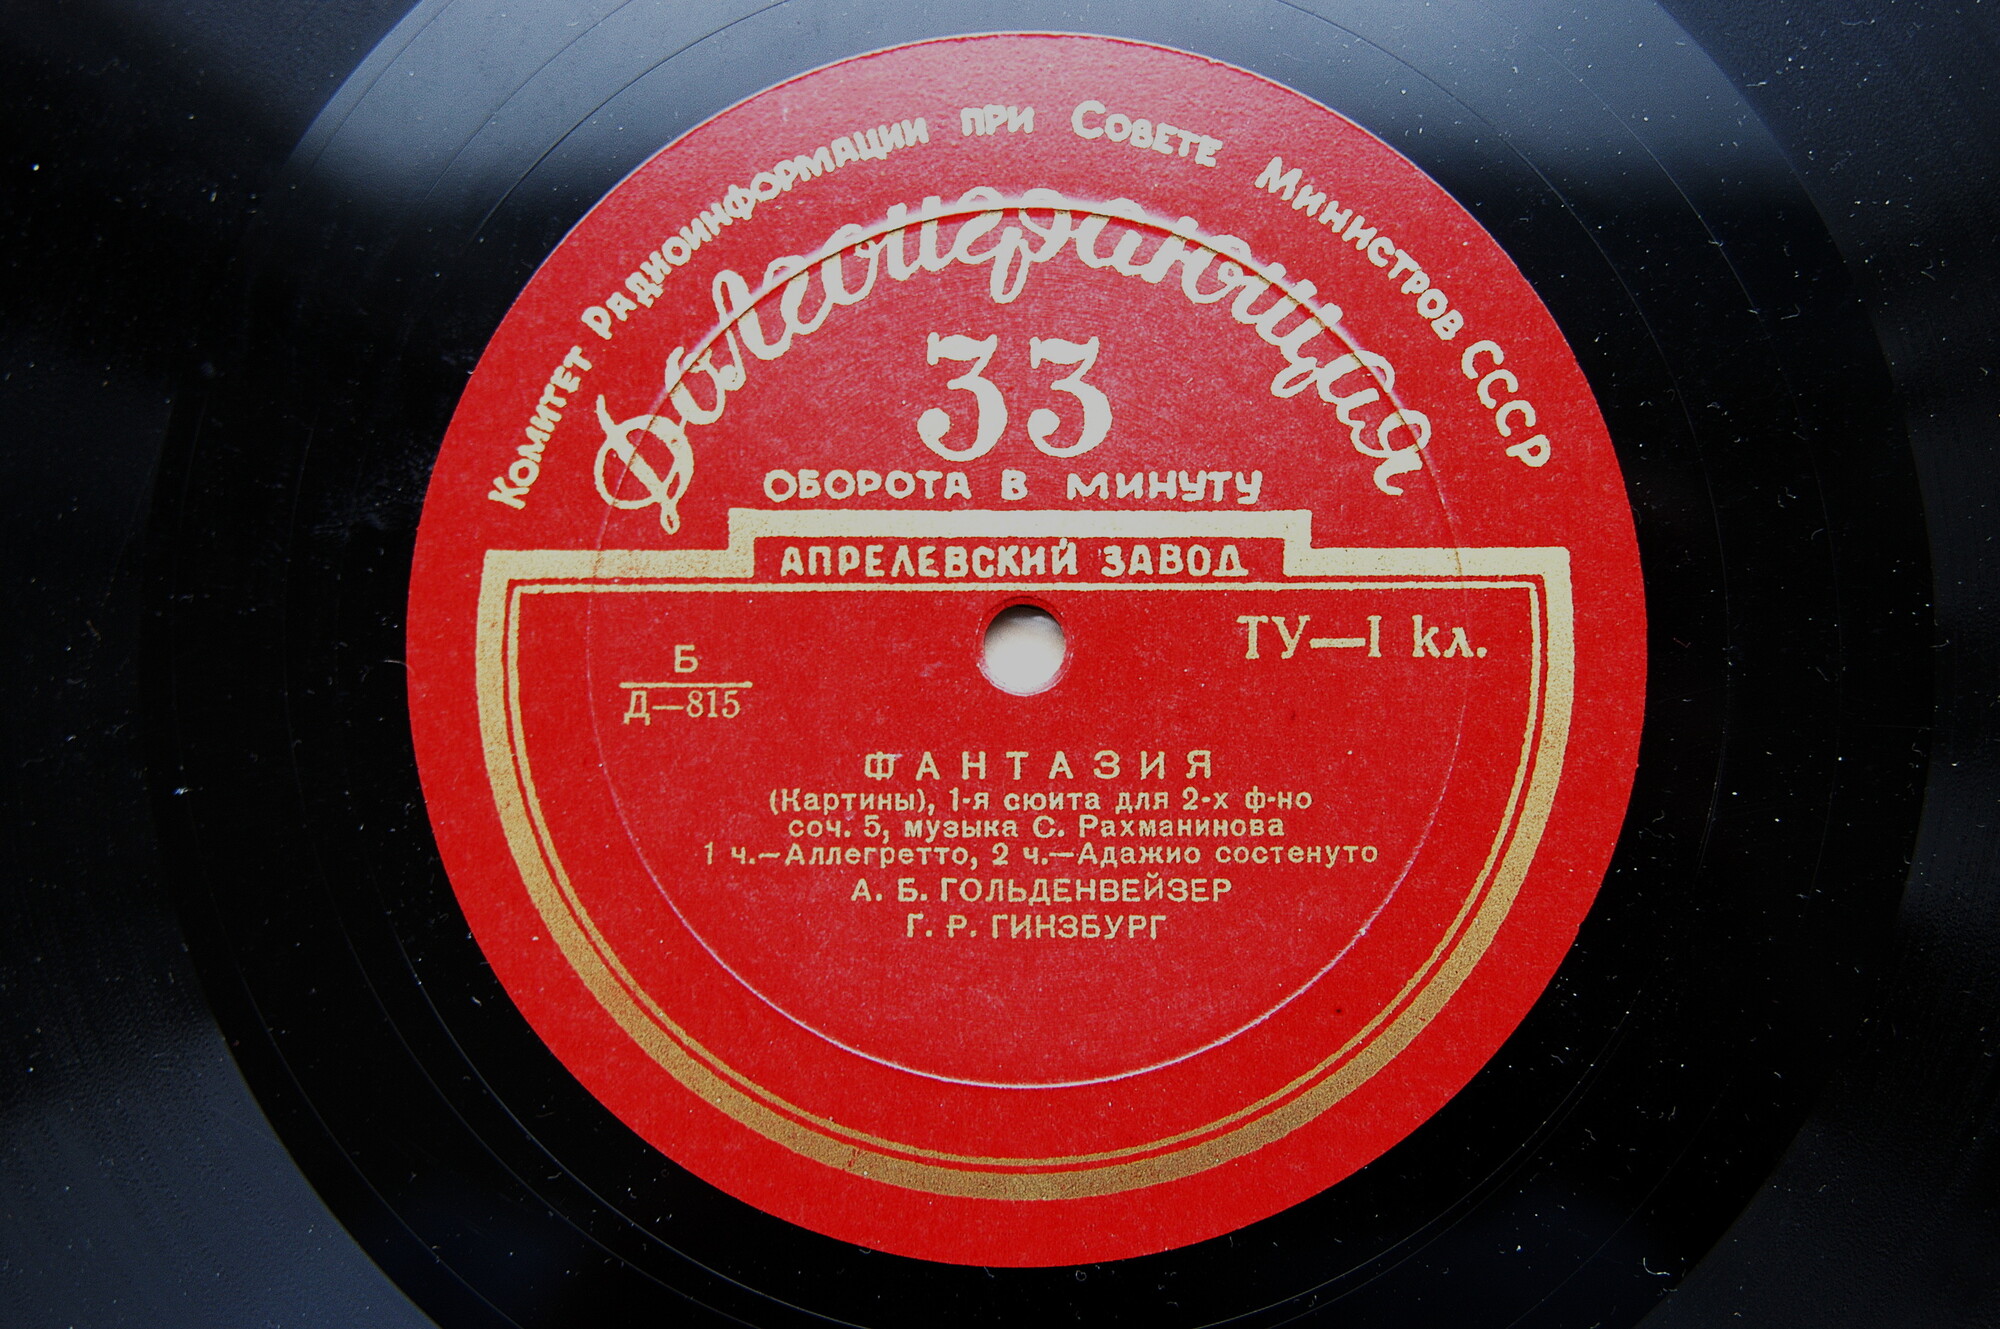 Комитет Радиоинформации при Совете Министров СССР
Долгоиграющая
33
ОБОРОТА В МИНУТУ
АПРЕЛЕВСКИЙ ЗАВОД
ТУ—I кл.
Б
Д—815
ФАНТАЗИЯ
(Картины), 1-я сюита для 2-х ф-но
соч. 5, музыка С. Рахманинова
1 ч.—Аллегретто, 2 ч.—Адажио состенуто
А. Б. ГОЛЬДЕНВЕЙЗЕР
Г. Р. ГИНЗБУРГ